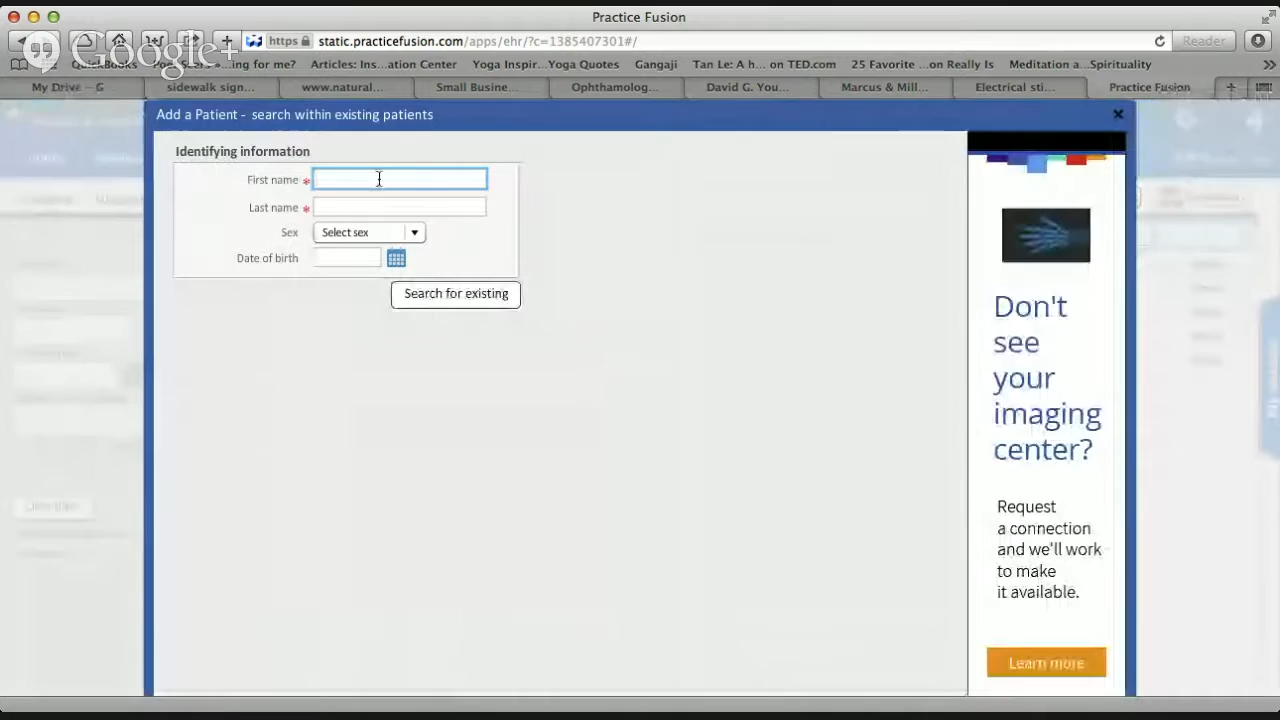 Practice Fusion
Google+
https static.practicefusion.com/apps/ehr/?c=1385407301#/
Reader
QuickBooks
ing for me?
Articles: Ins...ation Center
Yoga Inspir...Yoga Quotes
Gangaji
Tan Le: A h... on TED.com
25 Favorite ...on Really Is
Meditation a...Spirituality
My Drive – G
sidewalk sign...
www.natural...
Small Busine...
Ophthamolog...
David G. You...
Marcus & Mill...
Electrical sti...
Practice Fusion
Add a Patient - search within existing patients
Identifying information
First name *
Last name *
Sex
Select sex
Date of birth
Search for existing
Don't
see
your
imaging
center?
Request
a connection
and we'll work
to make
it available.
Learn more